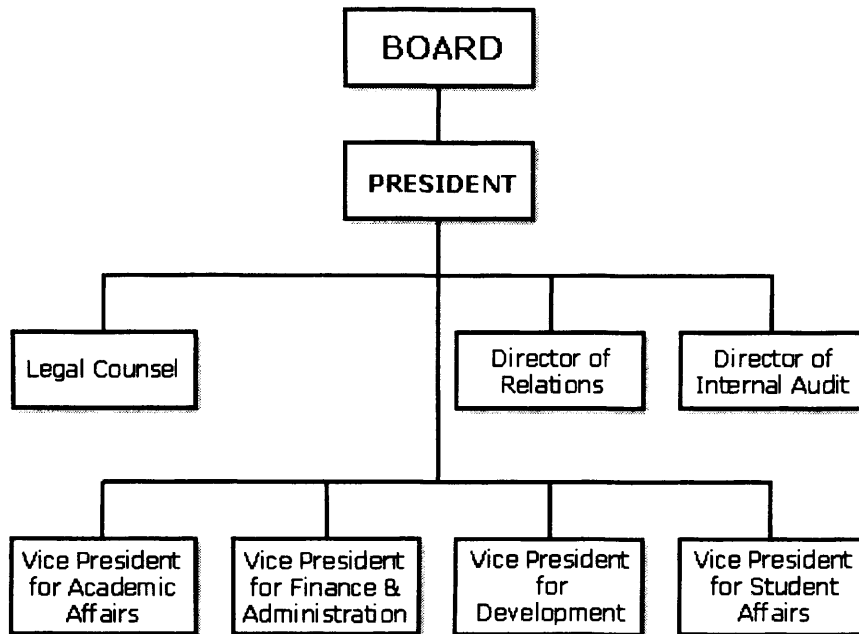 BOARD
PRESIDENT
Legal Counsel
Director of
Relations
Director of
Internal Audit
Vice President
for Academic
Affairs
Vice President
for Finance &
Administration
Vice President
for
Development
Vice President
for Student
Affairs